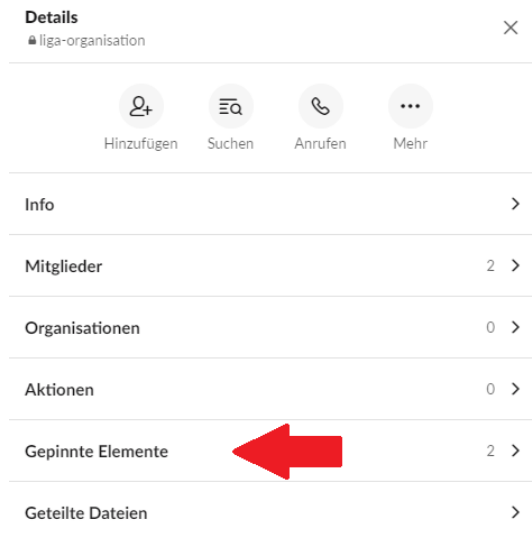 Details
liga-organisation
Hinzufügen Suchen Anrufen Mehr
Info
Mitglieder 2
Organisationen 0
Aktionen 0
Gepinnte Elemente 2
Geteilte Dateien